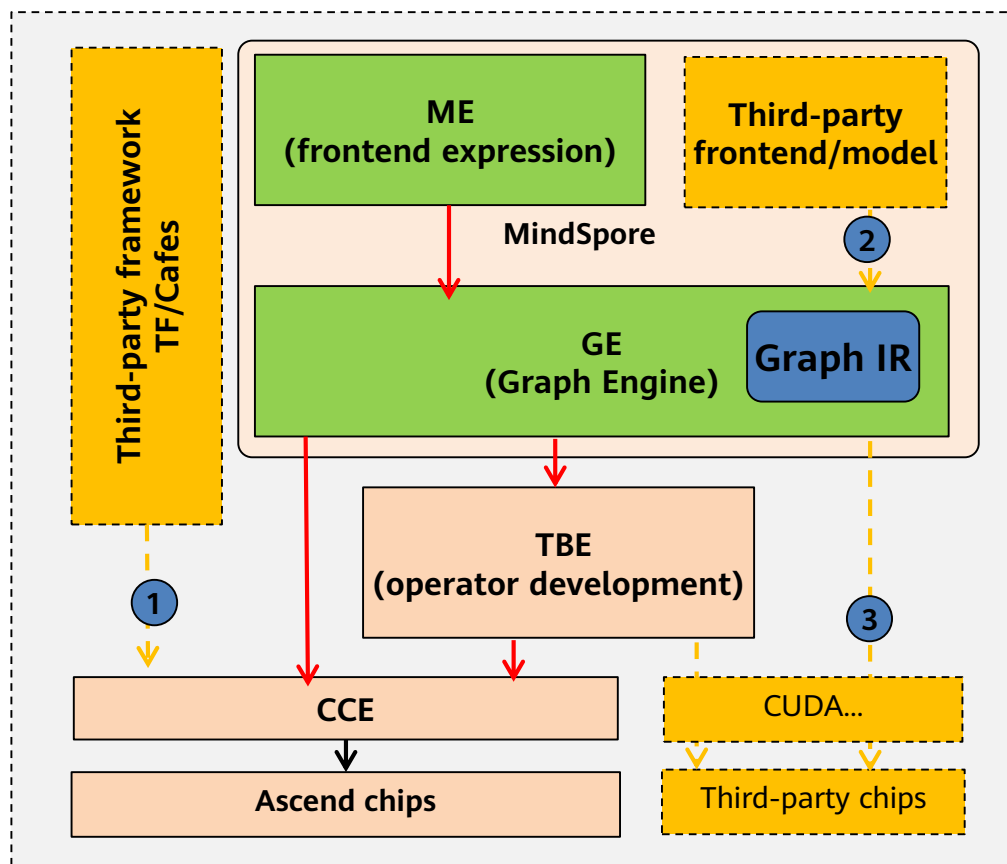 Third-party framework
TF/Cafes
ME
(frontend expression)
Third-party
frontend/model
MindSpore
2
GE
(Graph Engine)
Graph IR
TBE
(operator development)
1
3
CCE
CUDA...
Ascend chips
Third-party chips